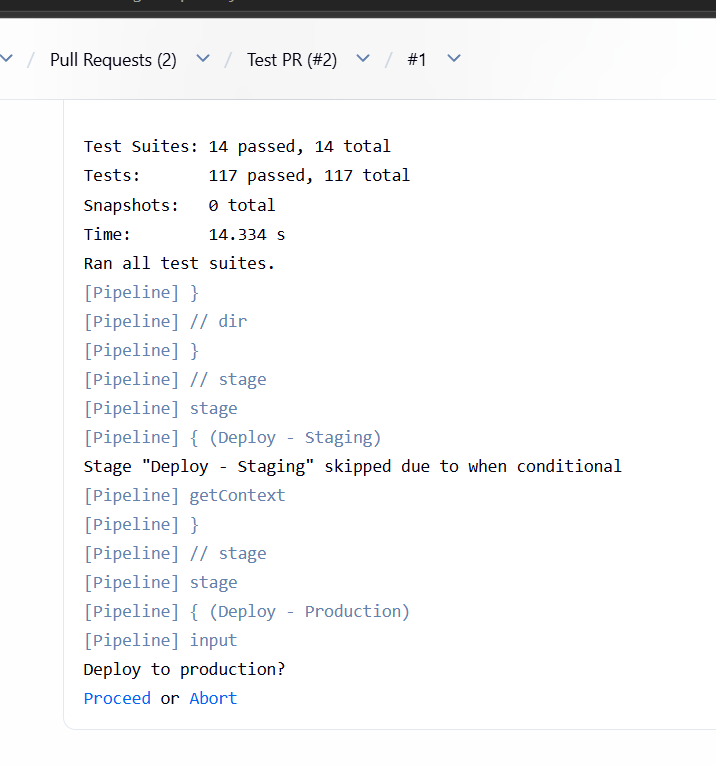 / Pull Requests (2) / Test PR (#2) / #1
Test Suites: 14 passed, 14 total
Tests:       117 passed, 117 total
Snapshots:   0 total
Time:        14.334 s
Ran all test suites.
[Pipeline] }
[Pipeline] // dir
[Pipeline] }
[Pipeline] // stage
[Pipeline] stage
[Pipeline] { (Deploy - Staging)
Stage "Deploy - Staging" skipped due to when conditional
[Pipeline] getContext
[Pipeline] }
[Pipeline] // stage
[Pipeline] stage
[Pipeline] { (Deploy - Production)
[Pipeline] input
Deploy to production?
Proceed or Abort